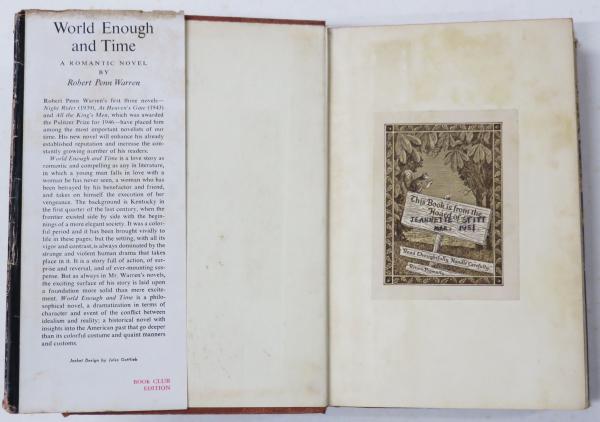 World Enough
and Time
A ROMANTIC NOVEL
BY
Robert Penn Warren
Robert Penn Warren's first three novels—
Night Rider (1939), At Heaven's Gate (1943)
and All the King's Men, which was awarded
the Pulitzer Prize for 1946—have placed him
among the most important novelists of our
time. His new novel will enhance his already
established reputation and increase the con-
stantly growing number of his readers.
World Enough and Time is a love story as
romantic and compelling as any in literature,
in which a young man falls in love with a
woman he has never seen, a woman who has
been betrayed by his benefactor and friend,
and takes on himself the execution of her
vengeance. The background is Kentucky in
the first quarter of the last century, when the
frontier existed side by side with the begin-
nings of a more elegant society. It was a color-
ful period and it has been brought vividly to
life in these pages; but the setting, with all its
vigor and contrast, is always dominated by the
strange and violent human drama that takes
place in it. It is a story full of action, of sur-
prise and reversal, and of ever-mounting sus-
pense. But as always in Mr. Warren's novels,
the exciting surface of his story is laid upon
a foundation more solid than mere excite-
ment. World Enough and Time is a philo-
sophical novel, a dramatization in terms of
character and event of the conflict between
idealism and reality; a historical novel with
insights into the American past that go deeper
than its colorful costume and quaint manners
and customs.
Jacket Design by Jules Gottlieb
BOOK CLUB
EDITION
This Book is from the
Hoard of
JEANNETTE SPITT
MAR. 1951
Read Thoughtfully, Handle Carefully
Return Promptly